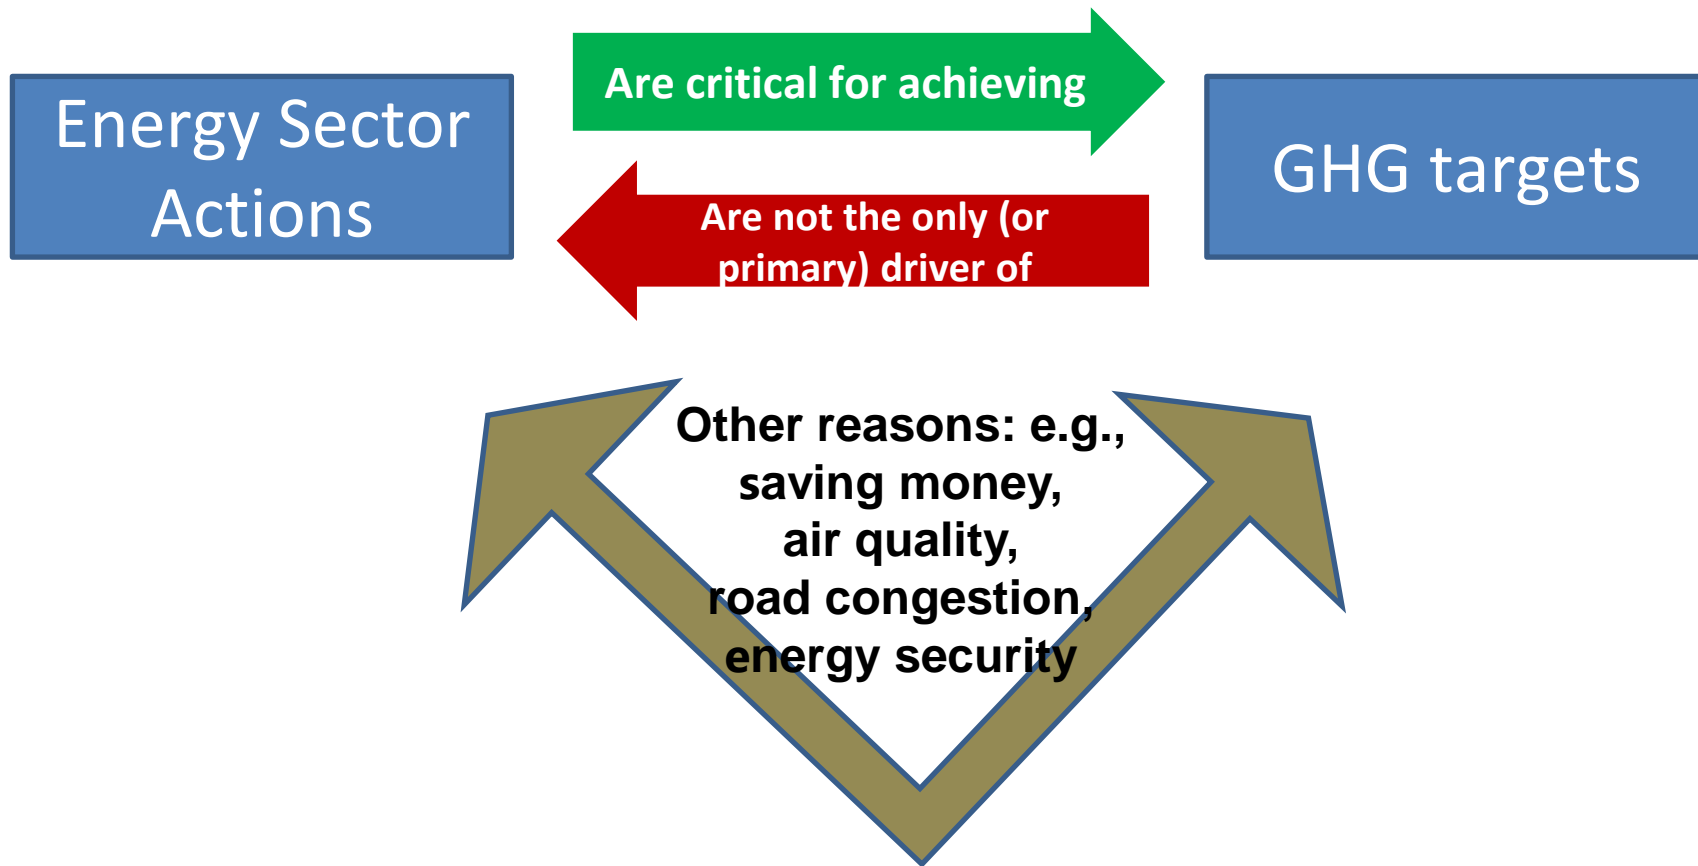 Energy Sector
Actions
Are critical for achieving
Are not the only (or
primary) driver of
GHG targets
Other reasons: e.g.,
saving money,
air quality,
road congestion,
energy security